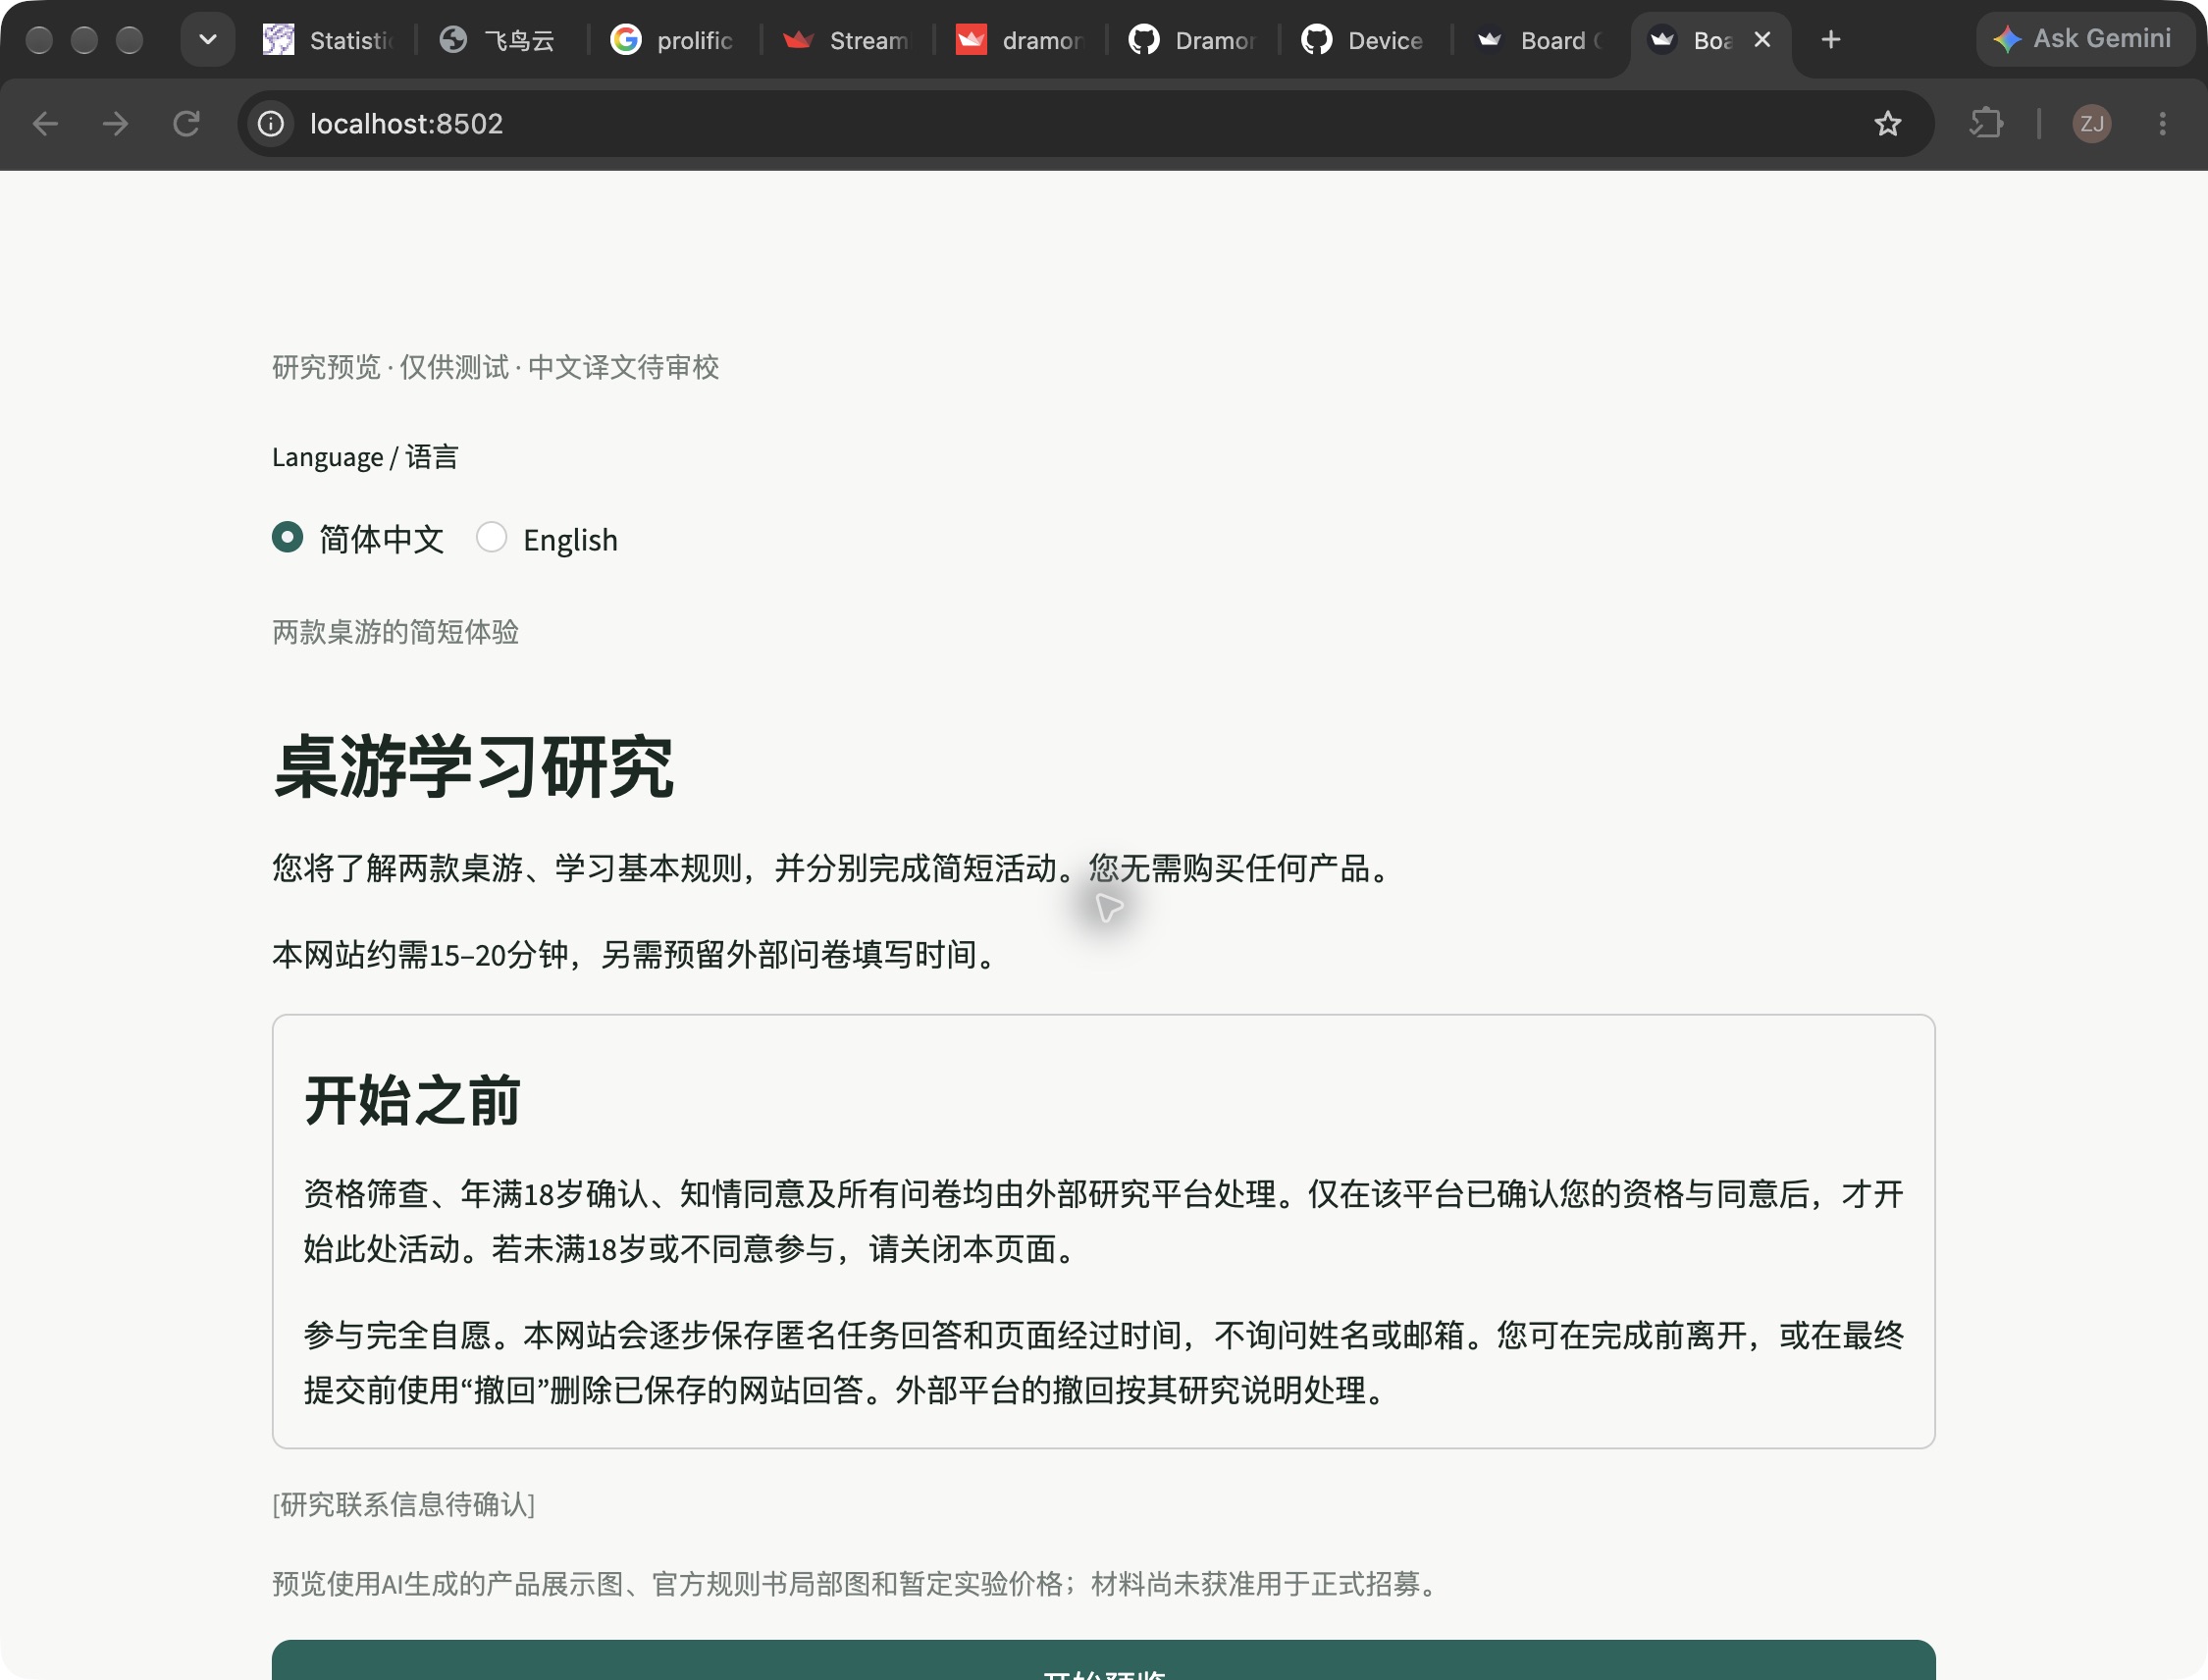 Statistic
飞鸟云
prolific
Stream
dramon
Dramon
Device
Board
Boa
Ask Gemini
localhost:8502
ZJ
研究预览 · 仅供测试 · 中文译文待审校
Language / 语言
简体中文
English
两款桌游的简短体验
桌游学习研究
您将了解两款桌游、学习基本规则，并分别完成简短活动。您无需购买任何产品。
本网站约需15–20分钟，另需预留外部问卷填写时间。
开始之前
资格筛查、年满18岁确认、知情同意及所有问卷均由外部研究平台处理。仅在该平台已确认您的资格与同意后，才开
始此处活动。若未满18岁或不同意参与，请关闭本页面。
参与完全自愿。本网站会逐步保存匿名任务回答和页面经过时间，不询问姓名或邮箱。您可在完成前离开，或在最终
提交前使用“撤回”删除已保存的网站回答。外部平台的撤回按其研究说明处理。
[研究联系信息待确认]
预览使用AI生成的产品展示图、官方规则书局部图和暂定实验价格；材料尚未获准用于正式招募。
开始预览